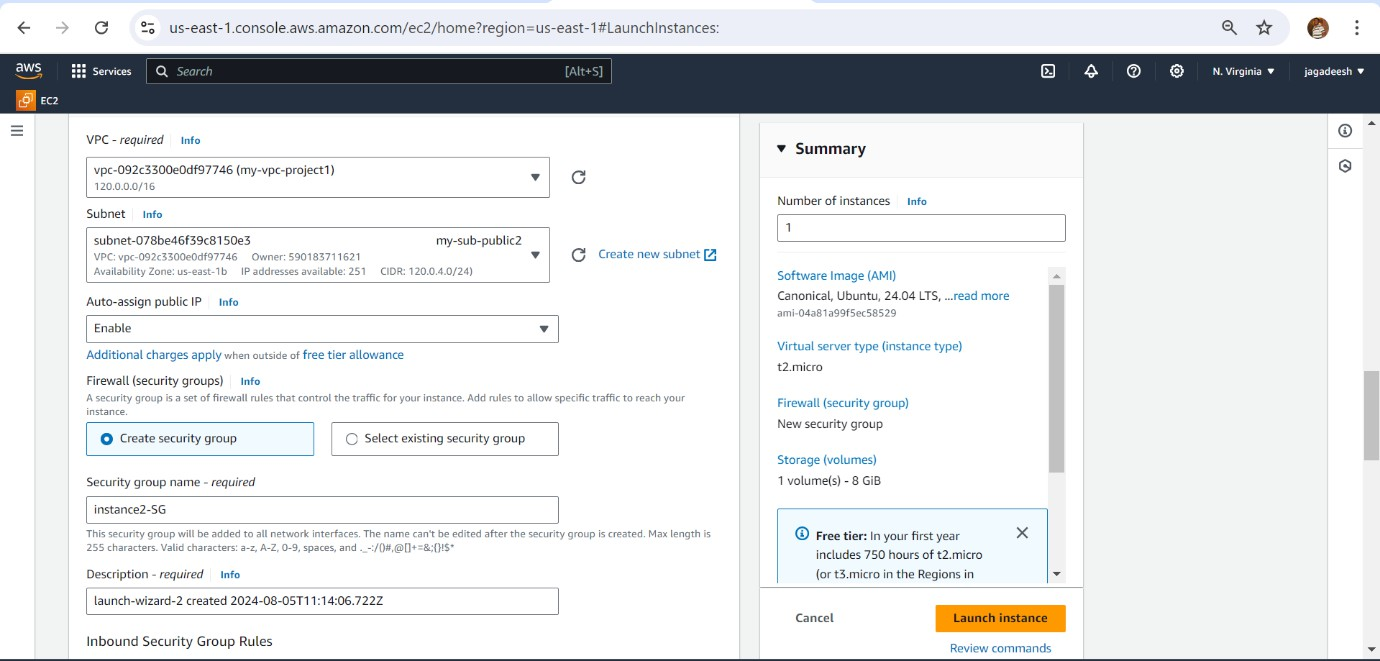 us-east-1.console.aws.amazon.com/ec2/home?region=us-east-1#LaunchInstances:
aws
Services
Search
[Alt+S]
N. Virginia
jagadeesh
EC2
VPC - required
Info
vpc-092c3300e0df97746 (my-vpc-project1)
120.0.0.0/16
Subnet
Info
subnet-078be46f39c8150e3 my-sub-public2
VPC: vpc-092c3300e0df97746 Owner: 590183711621
Availability Zone: us-east-1b IP addresses available: 251 CIDR: 120.0.4.0/24)
Create new subnet
Auto-assign public IP
Info
Enable
Additional charges apply when outside of free tier allowance
Firewall (security groups)
Info
A security group is a set of firewall rules that control the traffic for your instance. Add rules to allow specific traffic to reach your
instance.
Create security group
Select existing security group
Security group name - required
instance2-SG
This security group will be added to all network interfaces. The name can't be edited after the security group is created. Max length is
255 characters. Valid characters: a-z, A-Z, 0-9, spaces, and ._-:/()#,@[]+=&;{}!$*
Description - required
Info
launch-wizard-2 created 2024-08-05T11:14:06.722Z
Inbound Security Group Rules
Summary
Number of instances
Info
1
Software Image (AMI)
Canonical, Ubuntu, 24.04 LTS, ...read more
ami-04a81a99f5ec58529
Virtual server type (instance type)
t2.micro
Firewall (security group)
New security group
Storage (volumes)
1 volume(s) - 8 GiB
Free tier: In your first year
includes 750 hours of t2.micro
(or t3.micro in the Regions in
Cancel
Launch instance
Review commands